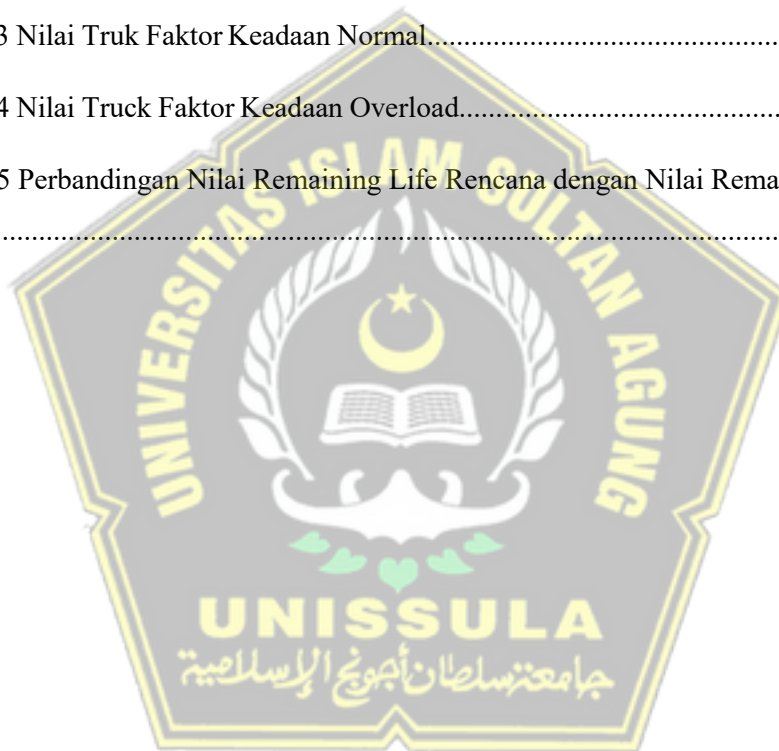 3 Nilai Truk Faktor Keadaan Normal
4 Nilai Truck Faktor Keadaan Overload
5 Perbandingan Nilai Remaining Life Rencana dengan Nilai Rema
UNIVERSITAS ISLAM SULTAN AGUNG
UNISSULA
جامعة سلطان أجونج الإسلامية